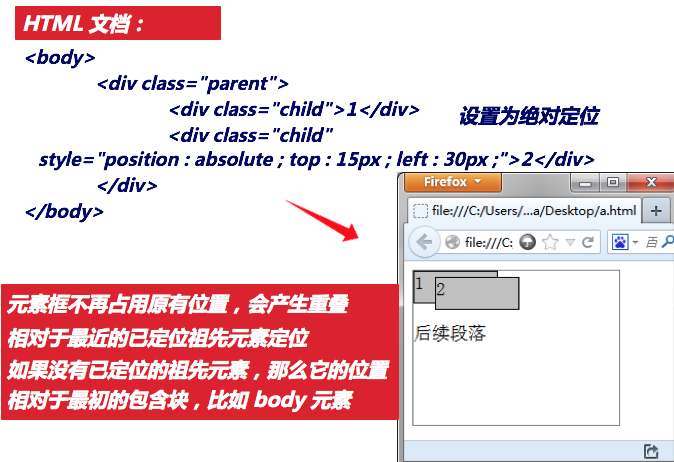 HTML 文档：
<body>
<div class="parent">
<div class="child">1</div>
设置为绝对定位
<div class="child"
style="position : absolute ; top : 15px ; left : 30px ;">2</div>
</div>
</body>
Firefox
file:///C:/Users/...a/Desktop/a.html
file:///C:
百
1
2
后续段落
元素框不再占用原有位置，会产生重叠
相对于最近的已定位祖先元素定位
如果没有已定位的祖先元素，那么它的位置
相对于最初的包含块，比如 body 元素